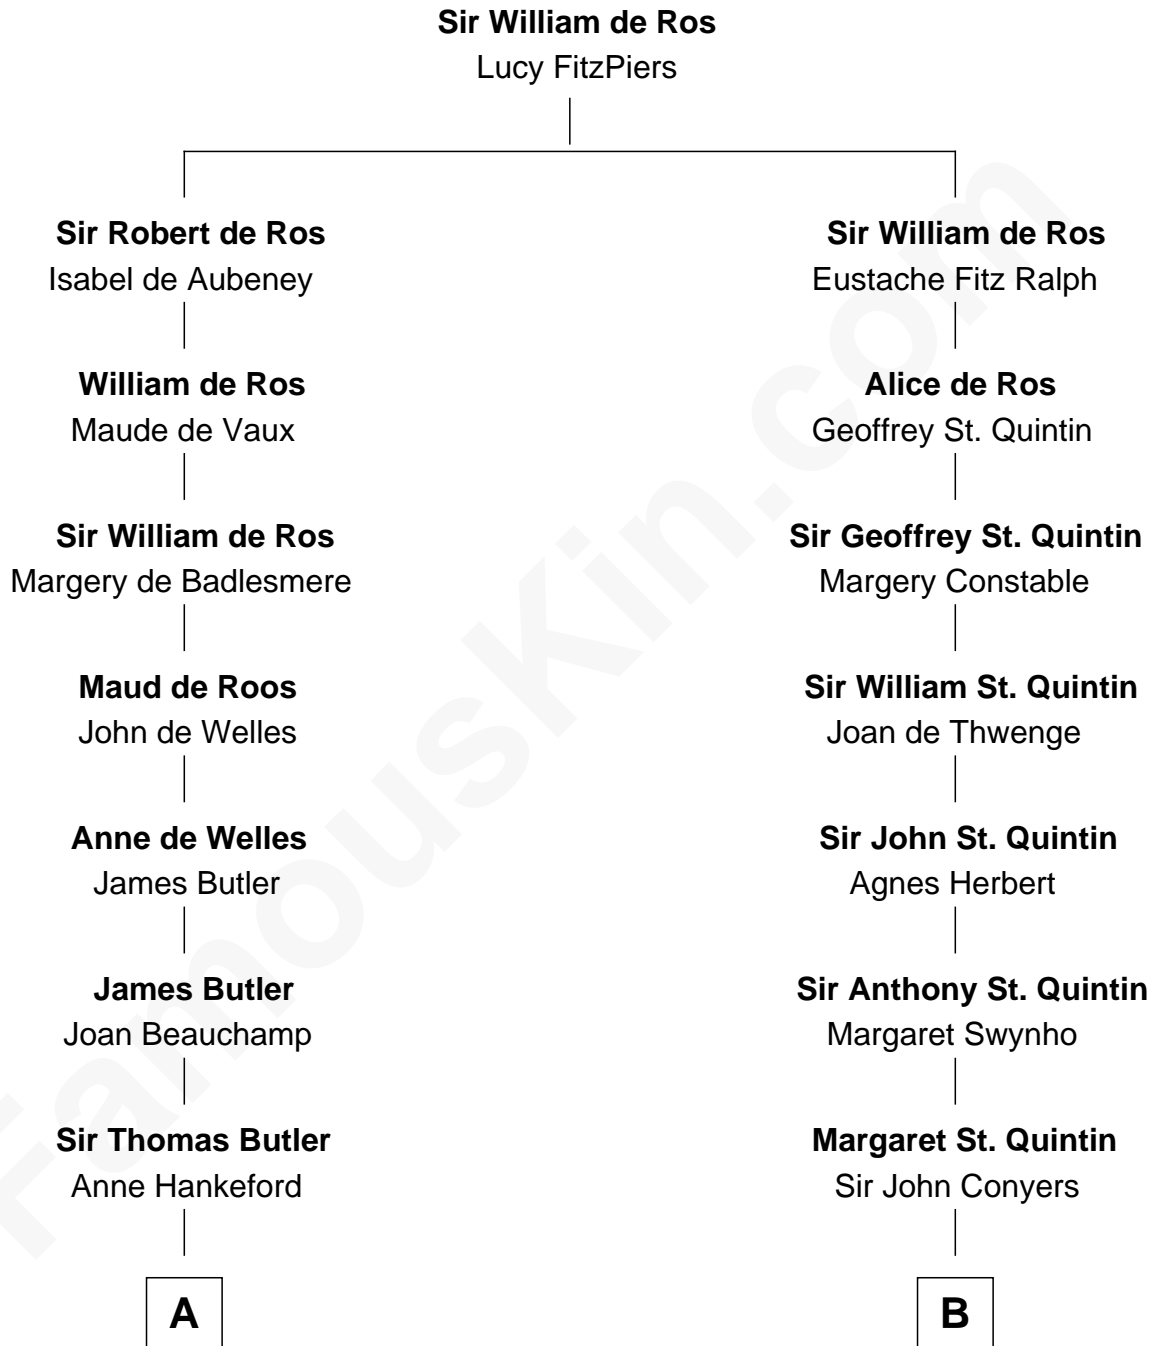 Sir William de Ros
Lucy FitzPiers
Sir Robert de Ros
Isabel de Aubeney
William de Ros
Maude de Vaux
Sir William de Ros
Margery de Badlesmere
Maud de Roos
John de Welles
Anne de Welles
James Butler
James Butler
Joan Beauchamp
Sir Thomas Butler
Anne Hankeford
A
Sir William de Ros
Eustache Fitz Ralph
Alice de Ros
Geoffrey St. Quintin
Sir Geoffrey St. Quintin
Margery Constable
Sir William St. Quintin
Joan de Thwenge
Sir John St. Quintin
Agnes Herbert
Sir Anthony St. Quintin
Margaret Swynho
Margaret St. Quintin
Sir John Conyers
B
FamousKin.com